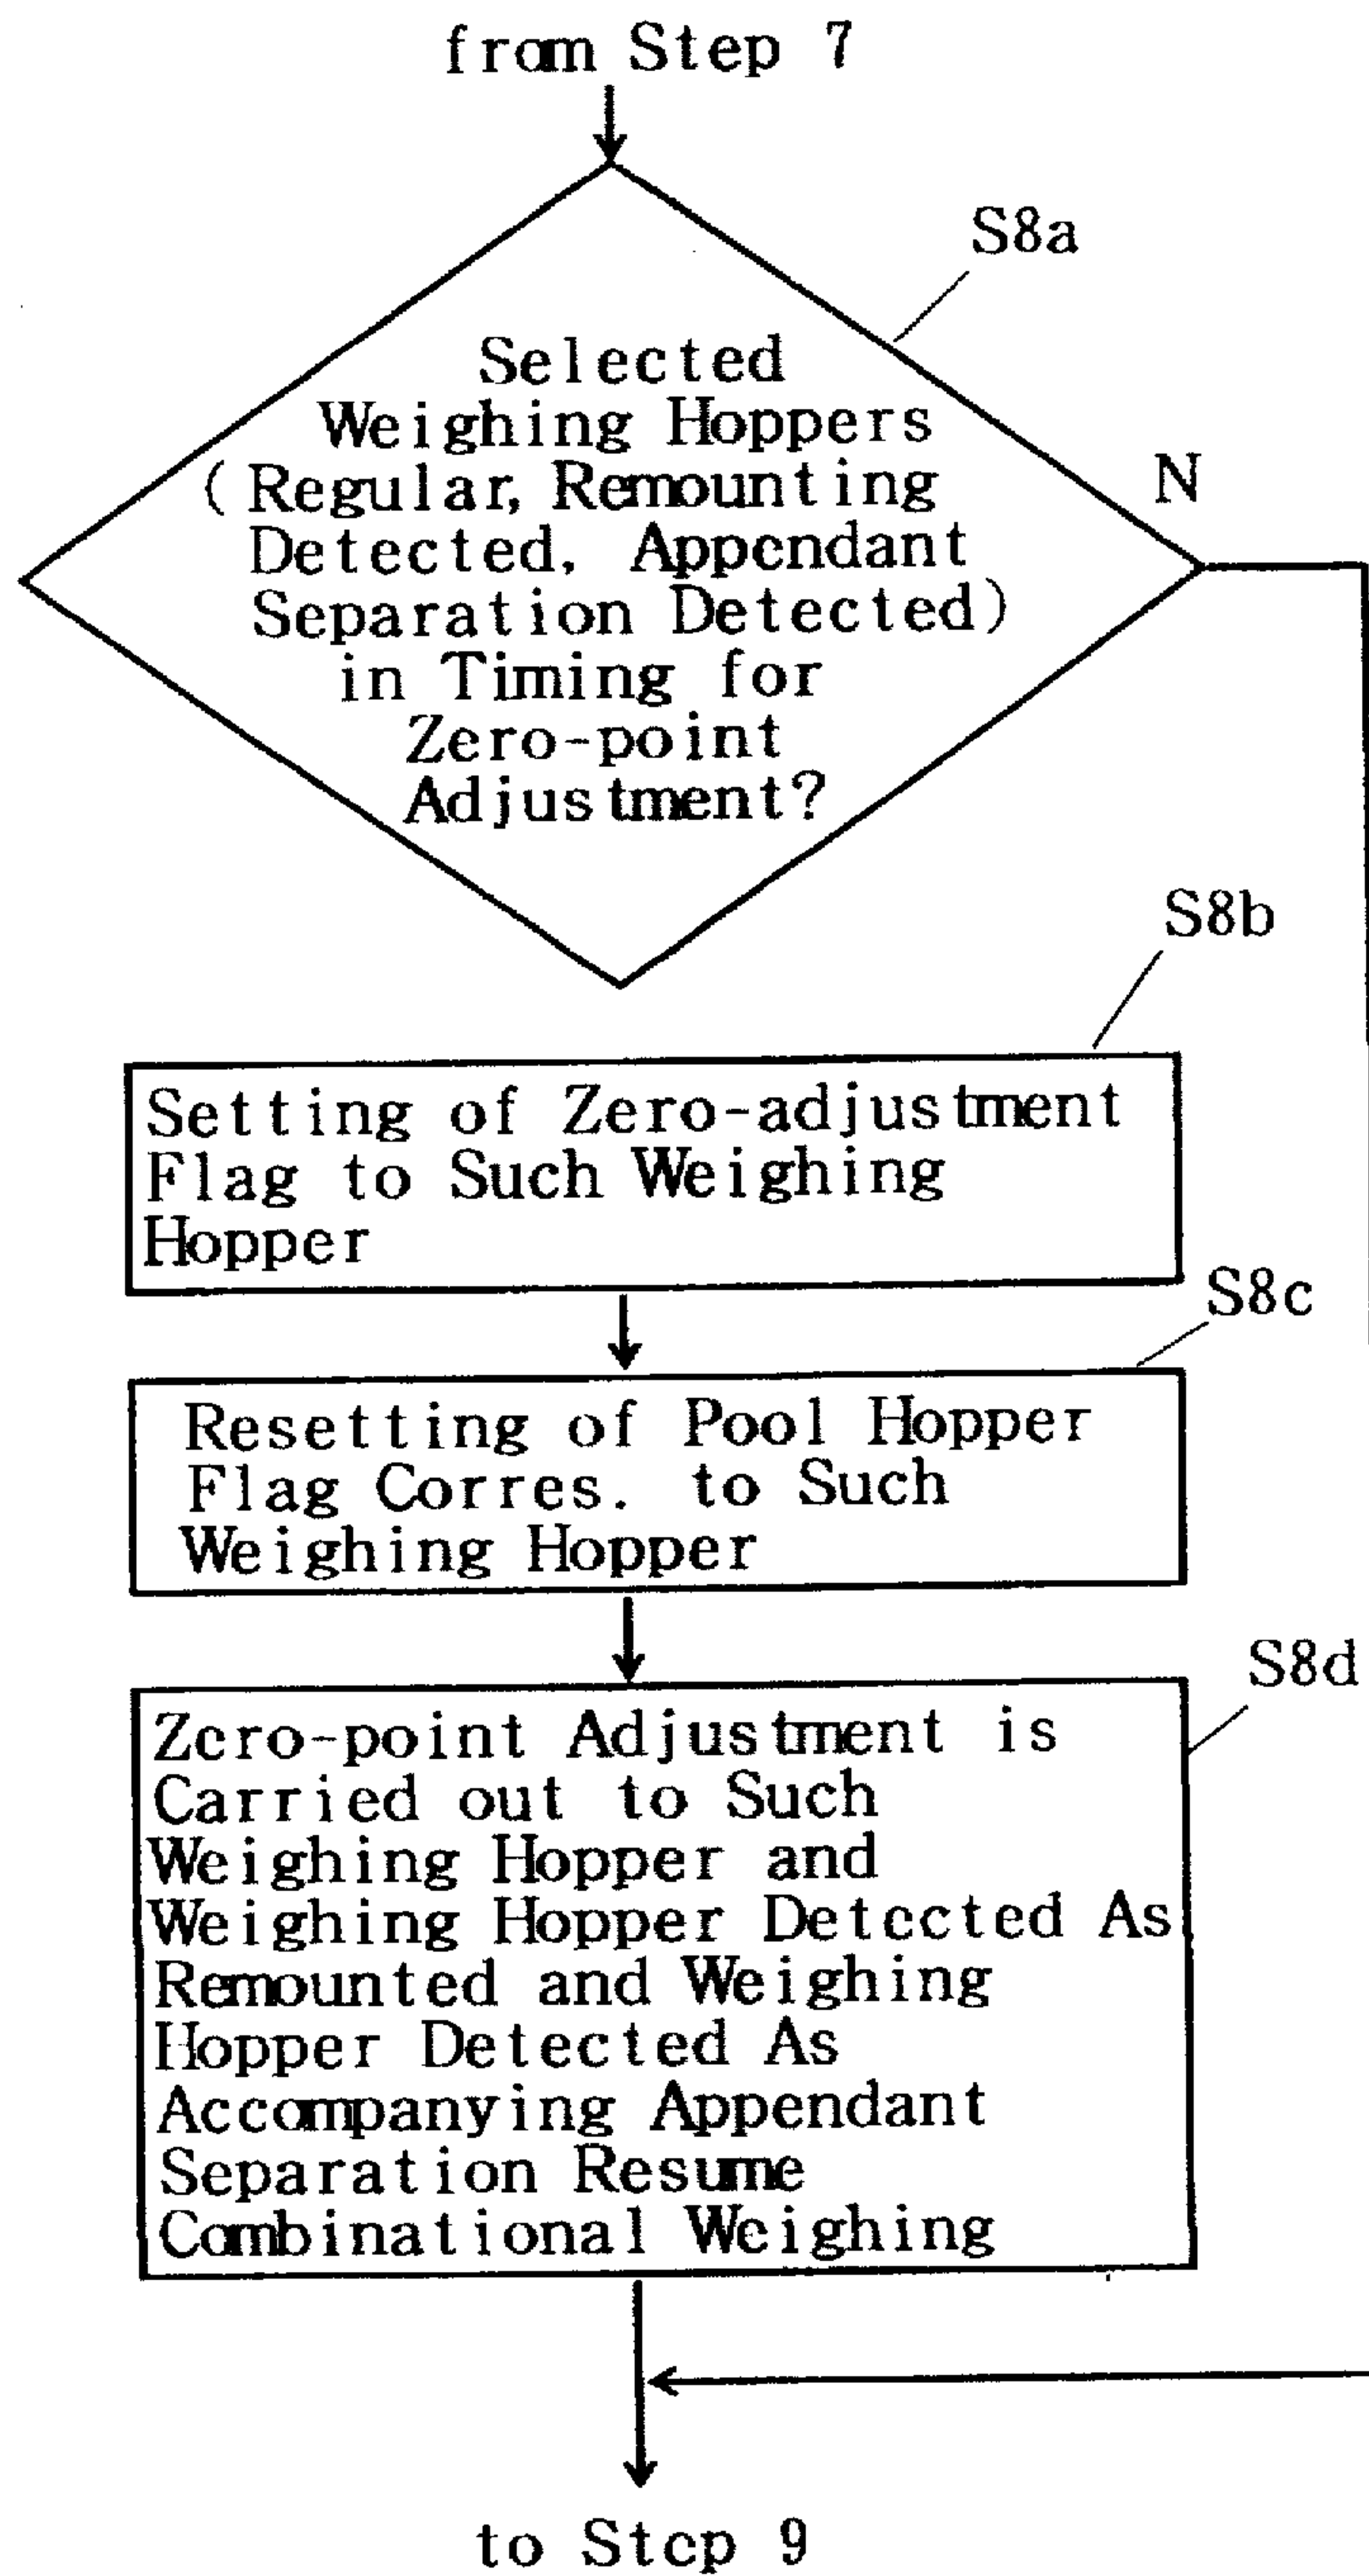 from Step 7
S8a
Selected
Weighing Hoppers
(Regular, Remounting
Detected, Appendant
Separation Detected)
in Timing for
Zero-point
Adjustment?
N
S8b
Setting of Zero-adjustment
Flag to Such Weighing
Hopper
S8c
Resetting of Pool Hopper
Flag Corres. to Such
Weighing Hopper
S8d
Zero-point Adjustment is
Carried out to Such
Weighing Hopper and
Weighing Hopper Detected As
Remounted and Weighing
Hopper Detected As
Accompanying Appendant
Separation Resume
Combinational Weighing
to Step 9